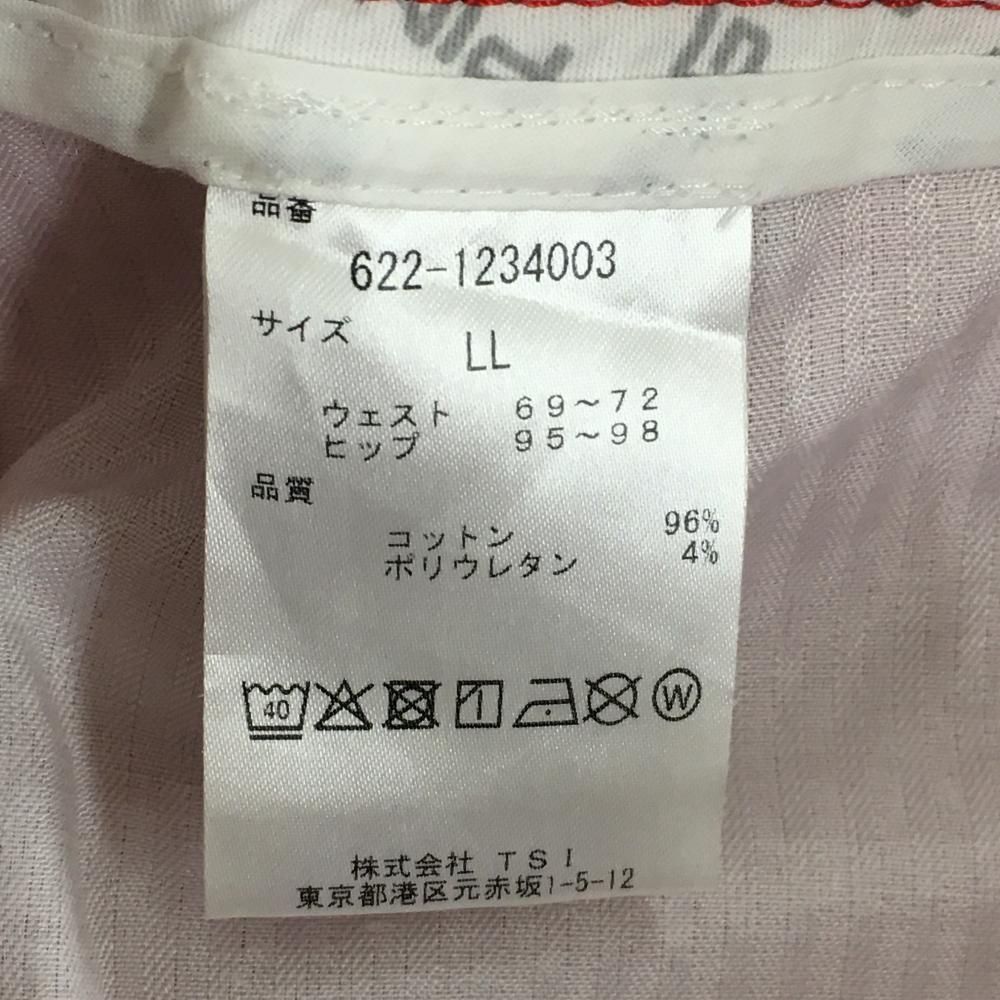 品番
622-1234003
サイズ
LL
ウェスト 69~72
ヒップ 95~98
品質
コットン 96%
ポリウレタン 4%
40 W
株式会社 TSI
東京都港区元赤坂1-5-12